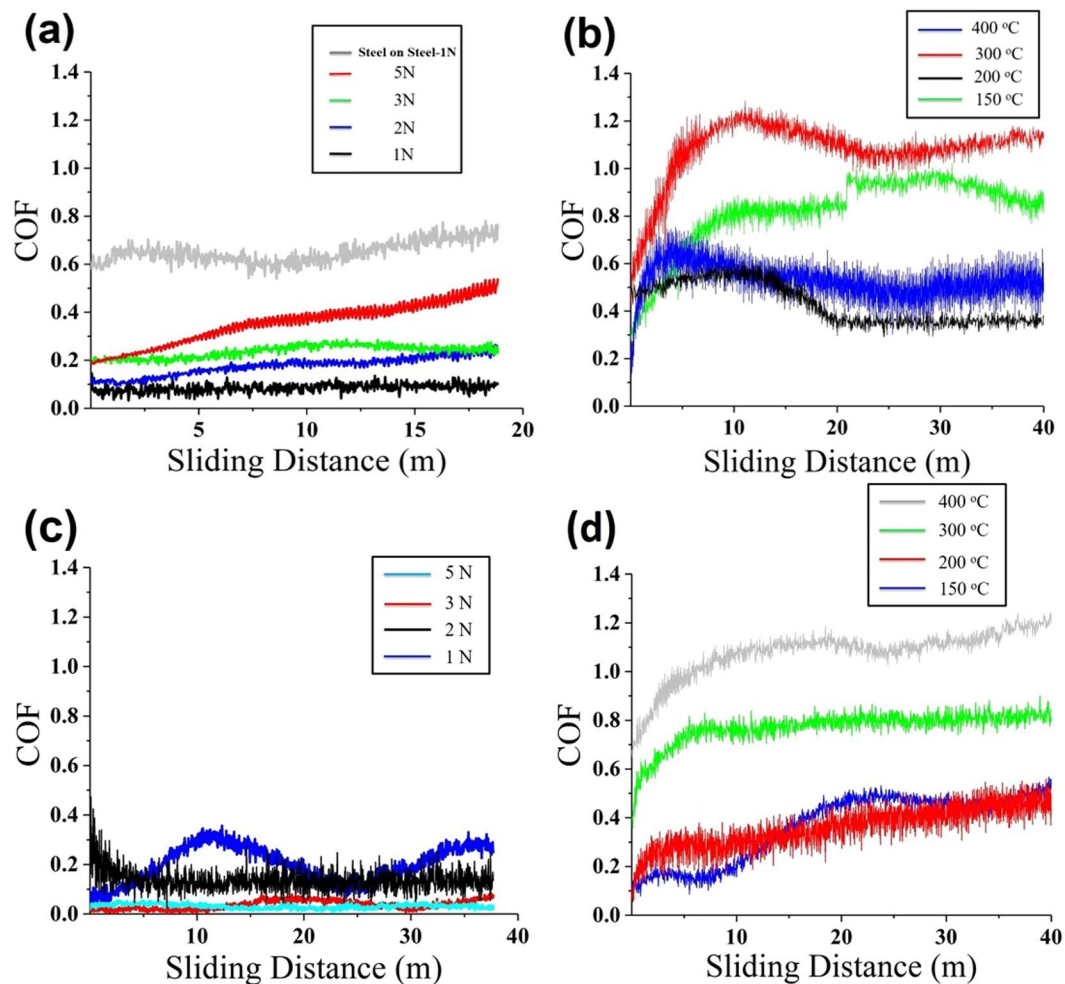 (a)
Steel on Steel-1N
5N
3N
2N
1N
1.4
1.2
1.0
0.8
0.6
0.4
0.2
0.0
COF
5
10
15
20
Sliding Distance (m)
(b)
400 °C
300 °C
200 °C
150 °C
1.4
1.2
1.0
0.8
0.6
0.4
0.2
0.0
COF
10
20
30
40
Sliding Distance (m)
(c)
5 N
3 N
2 N
1 N
1.4
1.2
1.0
0.8
0.6
0.4
0.2
0.0
COF
10
20
30
40
Sliding Distance (m)
(d)
400 °C
300 °C
200 °C
150 °C
1.4
1.2
1.0
0.8
0.6
0.4
0.2
0.0
COF
10
20
30
40
Sliding Distance (m)